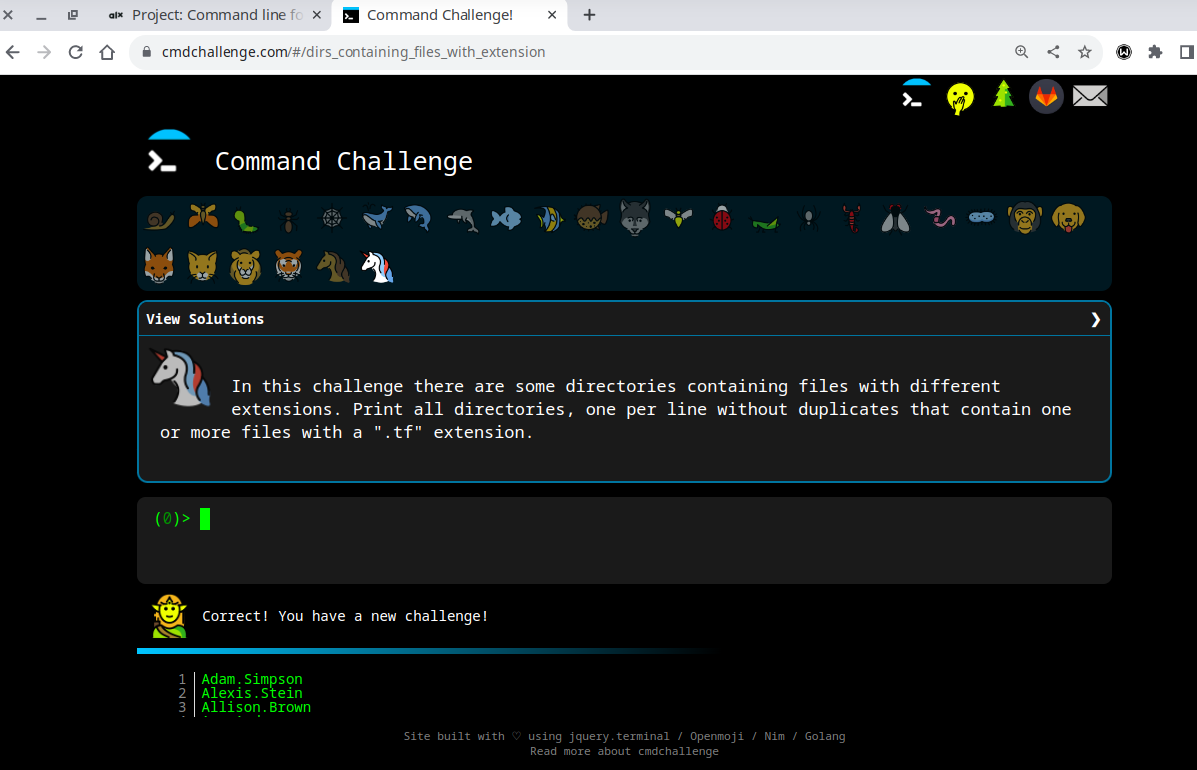 alx Project: Command line fo
Command Challenge!
cmdchallenge.com/#/dirs_containing_files_with_extension
Command Challenge
View Solutions
In this challenge there are some directories containing files with different
extensions. Print all directories, one per line without duplicates that contain one
or more files with a ".tf" extension.
(0)>
Correct! You have a new challenge!
1 Adam.Simpson
2 Alexis.Stein
3 Allison.Brown
Site built with ♡ using jquery.terminal / Openmoji / Nim / Golang
Read more about cmdchallenge